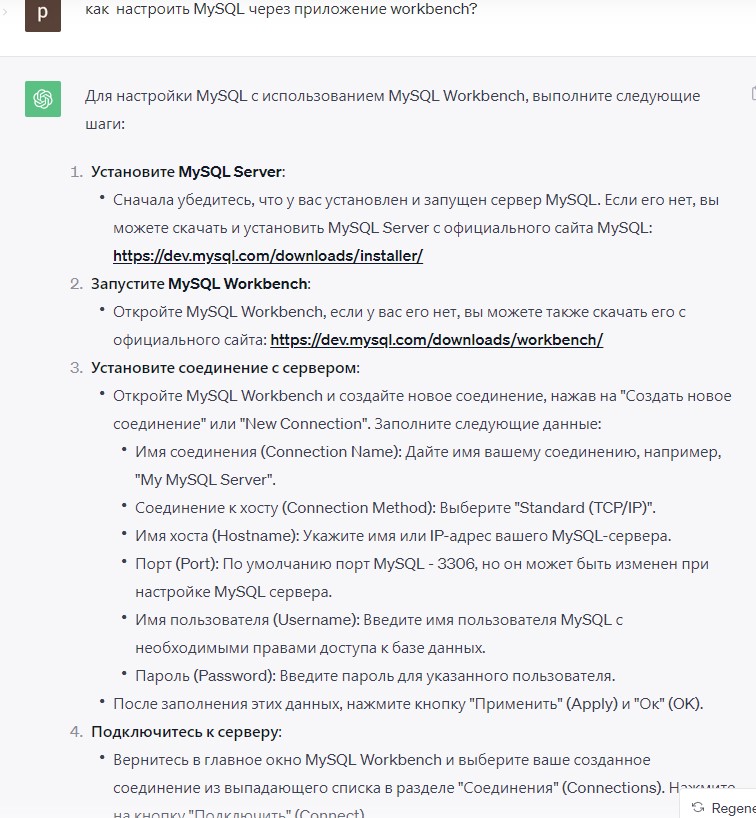 p
как настроить MySQL через приложение workbench?
Для настройки MySQL с использованием MySQL Workbench, выполните следующие
шаги:
1. Установите MySQL Server:
• Сначала убедитесь, что у вас установлен и запущен сервер MySQL. Если его нет, вы
можете скачать и установить MySQL Server с официального сайта MySQL:
https://dev.mysql.com/downloads/installer/
2. Запустите MySQL Workbench:
• Откройте MySQL Workbench, если у вас его нет, вы можете также скачать его с
официального сайта: https://dev.mysql.com/downloads/workbench/
3. Установите соединение с сервером:
• Откройте MySQL Workbench и создайте новое соединение, нажав на "Создать новое
соединение" или "New Connection". Заполните следующие данные:
• Имя соединения (Connection Name): Дайте имя вашему соединению, например,
"My MySQL Server".
• Соединение к хосту (Connection Method): Выберите "Standard (TCP/IP)".
• Имя хоста (Hostname): Укажите имя или IP-адрес вашего MySQL-сервера.
• Порт (Port): По умолчанию порт MySQL - 3306, но он может быть изменен при
настройке MySQL сервера.
• Имя пользователя (Username): Введите имя пользователя MySQL с
необходимыми правами доступа к базе данных.
• Пароль (Password): Введите пароль для указанного пользователя.
• После заполнения этих данных, нажмите кнопку "Применить" (Apply) и "Ок" (OK).
4. Подключитесь к серверу:
• Вернитесь в главное окно MySQL Workbench и выберите ваше созданное
соединение из выпадающего списка в разделе "Соединения" (Connections). Нажмите
на кнопку "Подключить" (Connect)
Regene